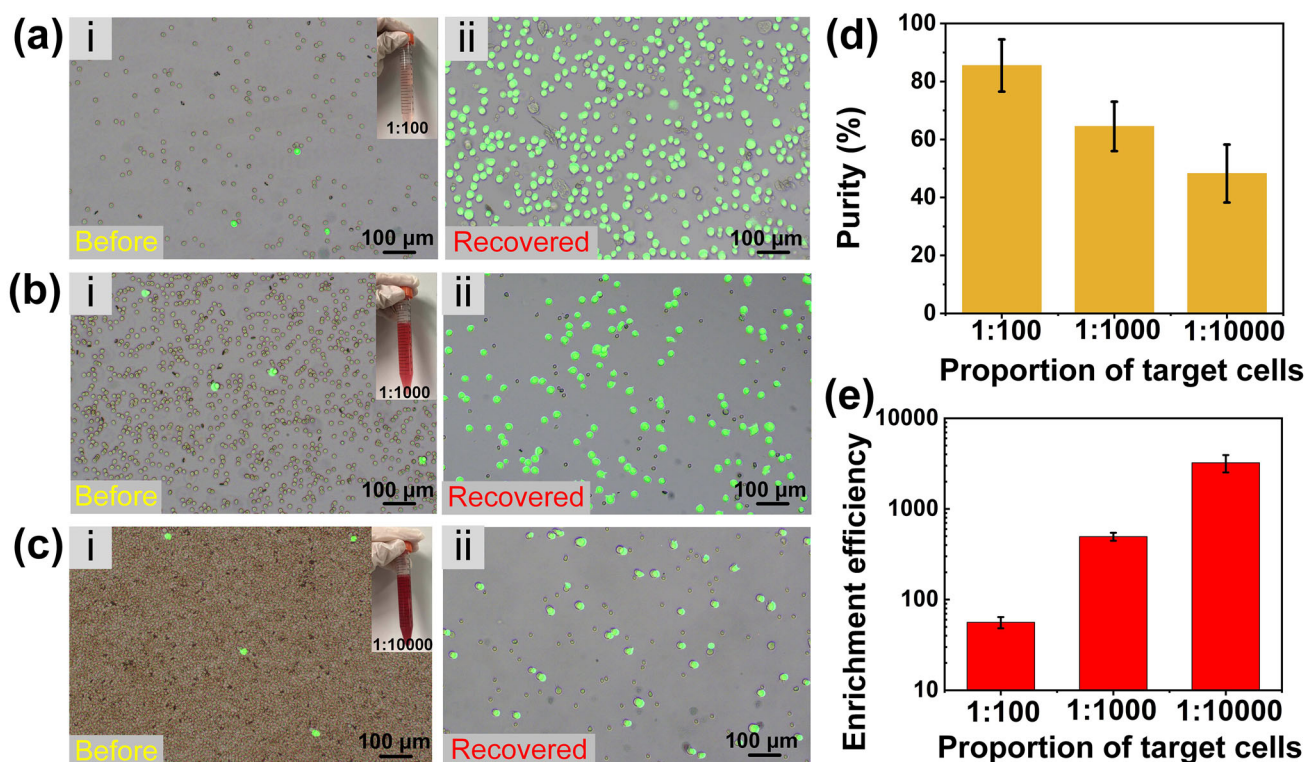 (a)
i
1:100
Before
100 μm
ii
Recovered
100 μm
(b)
i
1:1000
Before
100 μm
ii
Recovered
100 μm
(c)
i
1:10000
Before
100 μm
ii
Recovered
100 μm
(d)
Purity (%)
100
80
60
40
20
0
1:100 1:1000 1:10000
Proportion of target cells
(e)
Enrichment efficiency
10000
1000
100
10
1:100 1:1000 1:10000
Proportion of target cells